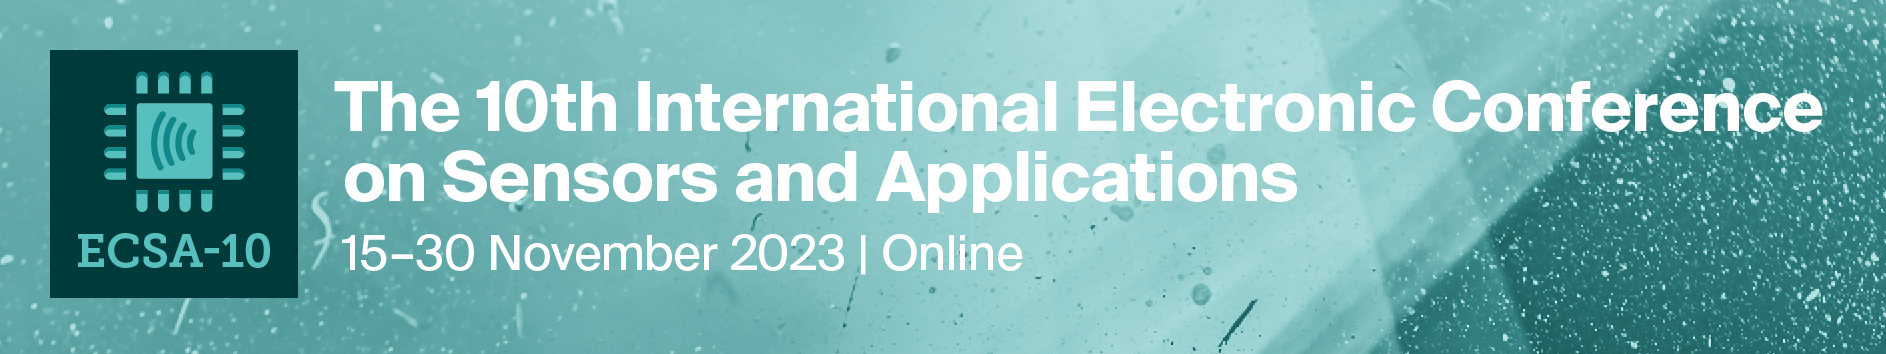 ECSA-10
The 10th International Electronic Conference
on Sensors and Applications
15–30 November 2023 | Online